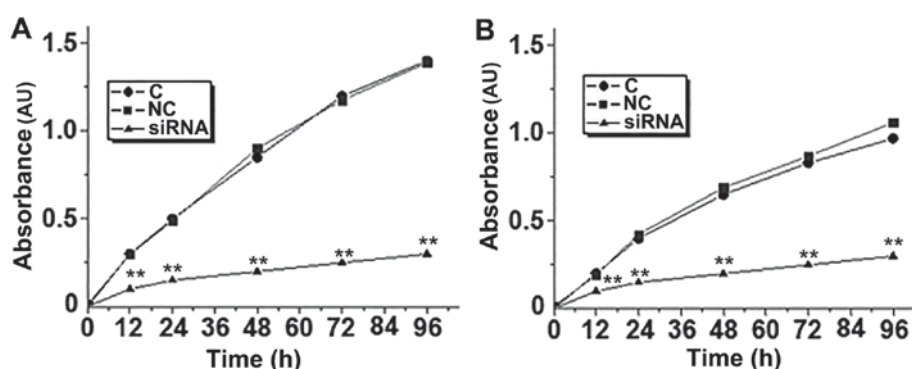 A
Absorbance (AU)
1.5
1.0
0.5
0
C
NC
siRNA
** ** ** ** **
0 12 24 36 48 60 72 84 96
Time (h)
B
Absorbance (AU)
1.5
1.0
0.5
0
C
NC
siRNA
** ** ** ** **
0 12 24 36 48 60 72 84 96
Time (h)